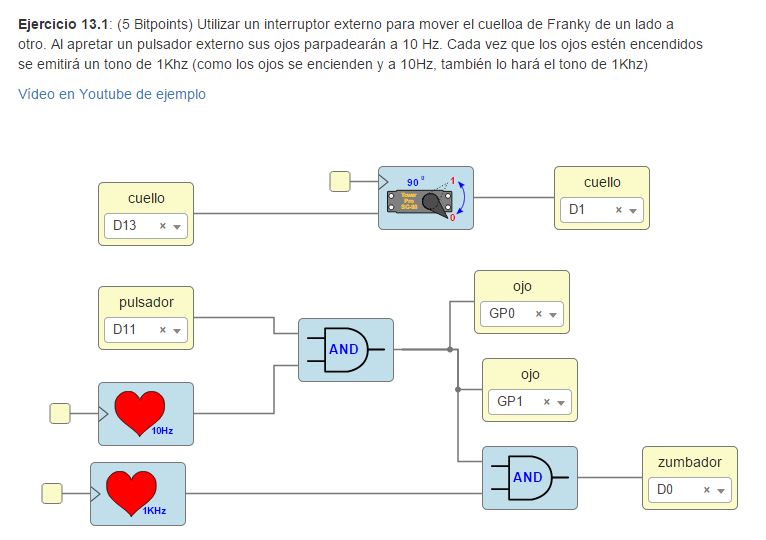 Ejercicio 13.1: (5 Bitpoints) Utilizar un interruptor externo para mover el cuelloa de Franky de un lado a
otro. Al apretar un pulsador externo sus ojos parpadearán a 10 Hz. Cada vez que los ojos estén encendidos
se emitirá un tono de 1Khz (como los ojos se encienden y a 10Hz, también lo hará el tono de 1Khz)
Vídeo en Youtube de ejemplo
cuello
D13
90 º
1
Tower
Pro
SG-90
0
cuello
D1
pulsador
D11
AND
ojo
GP0
ojo
GP1
10Hz
1KHz
AND
zumbador
D0